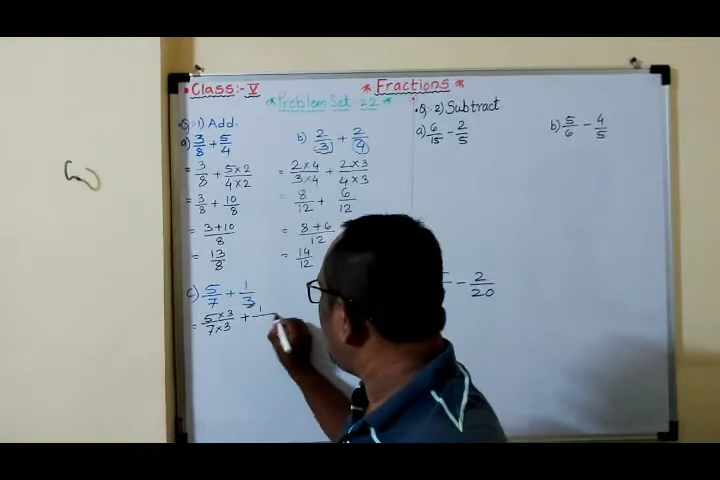 Class:- V
* Fractions *
* Problem Set - 22 *
Q:-1) Add.
a) 3/8 + 5/4
= 3/8 + 5×2/4×2
= 3/8 + 10/8
= 3+10/8
= 13/8
b) 2/3 + 2/4
= 2×4/3×4 + 2×3/4×3
= 8/12 + 6/12
= 8+6/12
= 14/12
c) 5/7 + 1/3
= 5×3/7×3 + 1
Q:-2) Subtract
a) 6/15 - 2/5
b) 5/6 - 4/5
- 2/20